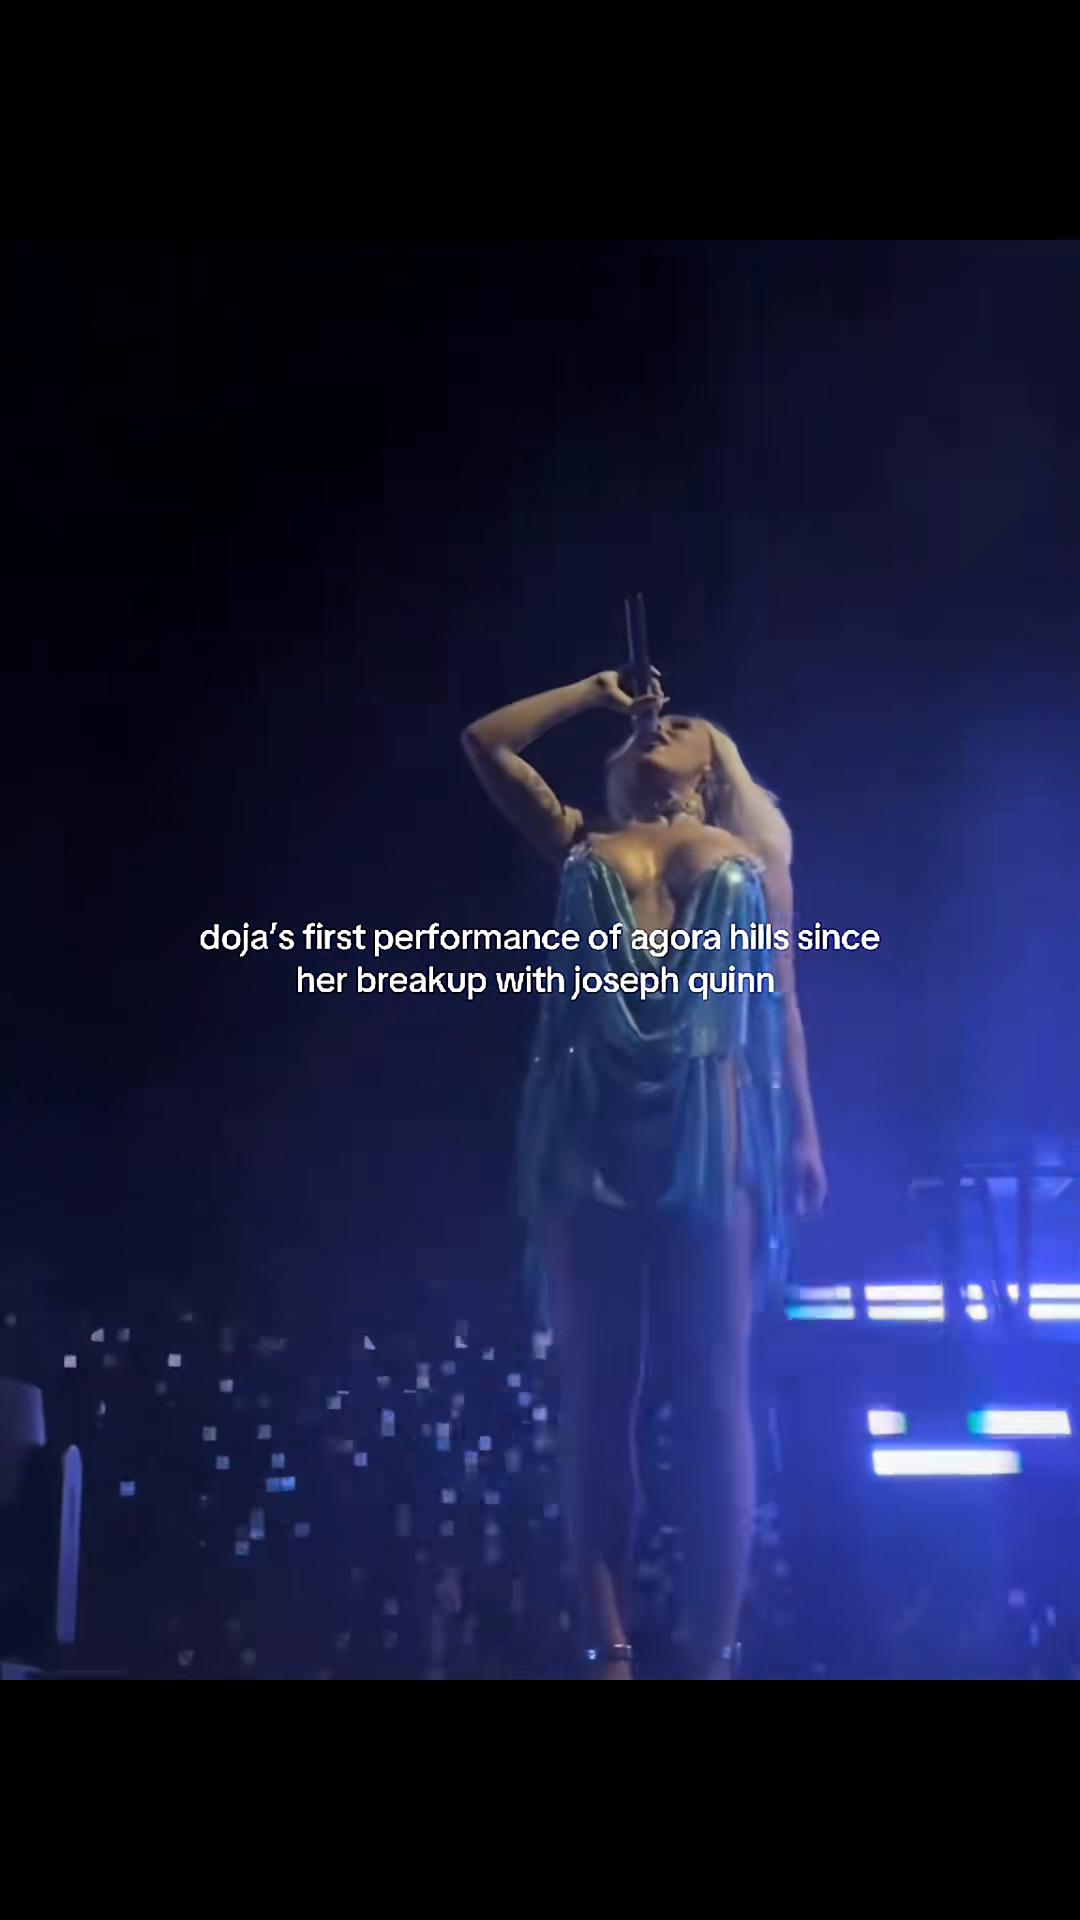 doja's first performance of agora hills since
her breakup with joseph quinn